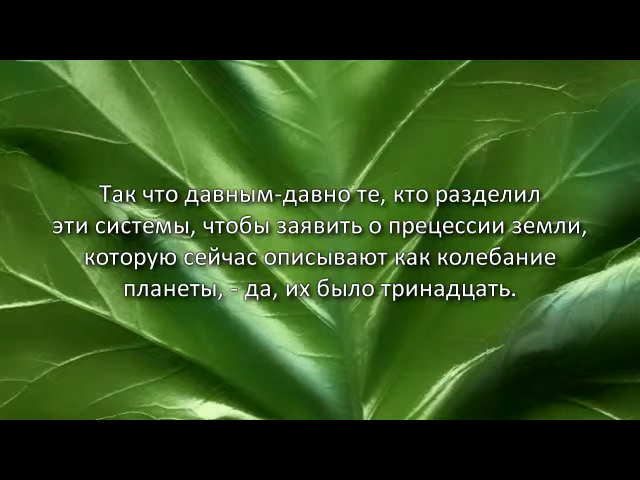 Так что давным-давно те, кто разделил
эти системы, чтобы заявить о прецессии земли,
которую сейчас описывают как колебание
планеты, - да, их было тринадцать.